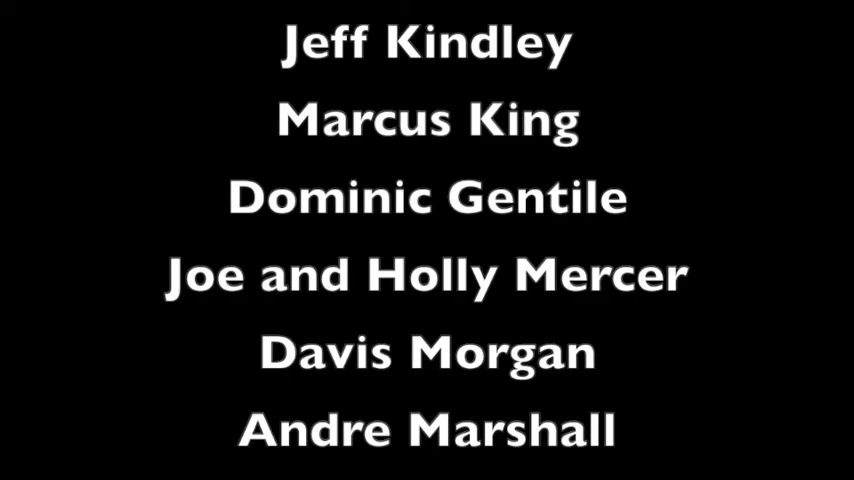 Jeff Kindley
Marcus King
Dominic Gentile
Joe and Holly Mercer
Davis Morgan
Andre Marshall